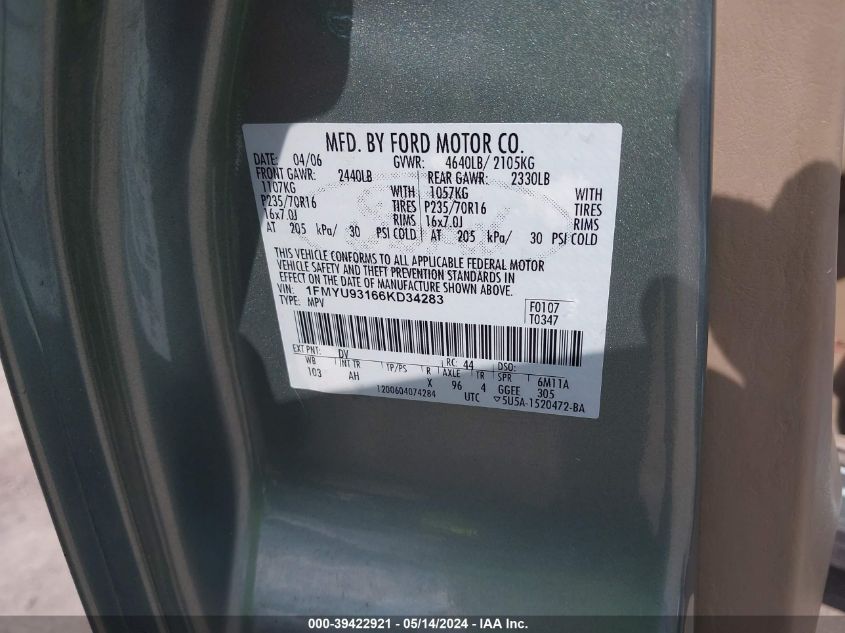 MFD. BY FORD MOTOR CO.
DATE: 04/06 GVWR: 4640LB/ 2105KG
FRONT GAWR: 2440LB REAR GAWR: 2330LB
1107KG WITH 1057KG WITH
P235/70R16 TIRES P235/70R16 TIRES
16x7.0J RIMS 16x7.0J RIMS
AT 205 kPa/ 30 PSI COLD AT 205 kPa/ 30 PSI COLD
THIS VEHICLE CONFORMS TO ALL APPLICABLE FEDERAL MOTOR
VEHICLE SAFETY AND THEFT PREVENTION STANDARDS IN
EFFECT ON THE DATE OF MANUFACTURE SHOWN ABOVE.
VIN: 1FMYU93166KD34283
TYPE: MPV
F0107
T0347
EXT PNT: DV RC: 44 DSO:
WB INT TR TP/PS R AXLE TR SPR 6M11A
103 AH X 96 4 GGEE 305
1200604074284 UTC ▽5U5A-1520472-BA
000-39422921 - 05/14/2024 - IAA Inc.